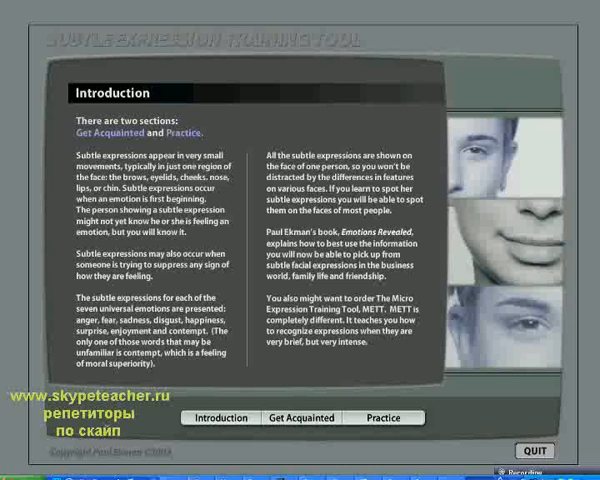 SUBTLE EXPRESSION TRAINING TOOL
Introduction
There are two sections:
Get Acquainted and Practice.
Subtle expressions appear in very small
movements, typically in just one region of
the face: the brows, eyelids, cheeks, nose,
lips, or chin. Subtle expressions occur
when an emotion is first beginning.
The person showing a subtle expression
might not yet know he or she is feeling an
emotion, but you will know it.
Subtle expressions may also occur when
someone is trying to suppress any sign of
how they are feeling.
The subtle expressions for each of the
seven universal emotions are presented:
anger, fear, sadness, disgust, happiness,
surprise, enjoyment and contempt. (The
only one of those words that may be
unfamiliar is contempt, which is a feeling
of moral superiority).
All the subtle expressions are shown on
the face of one person, so you won't be
distracted by the differences in features
on various faces. If you learn to spot her
subtle expressions you will be able to spot
them on the faces of most people.
Paul Ekman's book, Emotions Revealed,
explains how to best use the information
you will now be able to pick up from
subtle facial expressions in the business
world, family life and friendship.
You also might want to order The Micro
Expression Training Tool, METT. METT is
completely different. It teaches you how
to recognize expressions when they are
very brief, but very intense.
www.skypeteacher.ru
репетиторы
по скайп
Introduction
Get Acquainted
Practice
Copyright Paul Ekman ©2003
QUIT
Recording